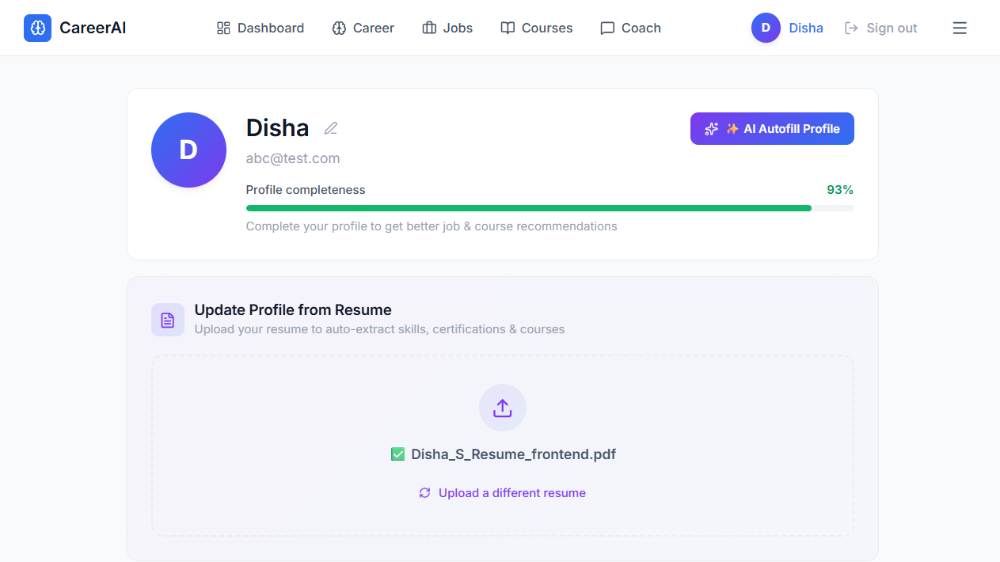 CareerAI
Dashboard
Career
Jobs
Courses
Coach
D
Disha
Sign out
D
Disha
abc@test.com
✨ AI Autofill Profile
Profile completeness
93%
Complete your profile to get better job & course recommendations
Update Profile from Resume
Upload your resume to auto-extract skills, certifications & courses
✅ Disha_S_Resume_frontend.pdf
Upload a different resume